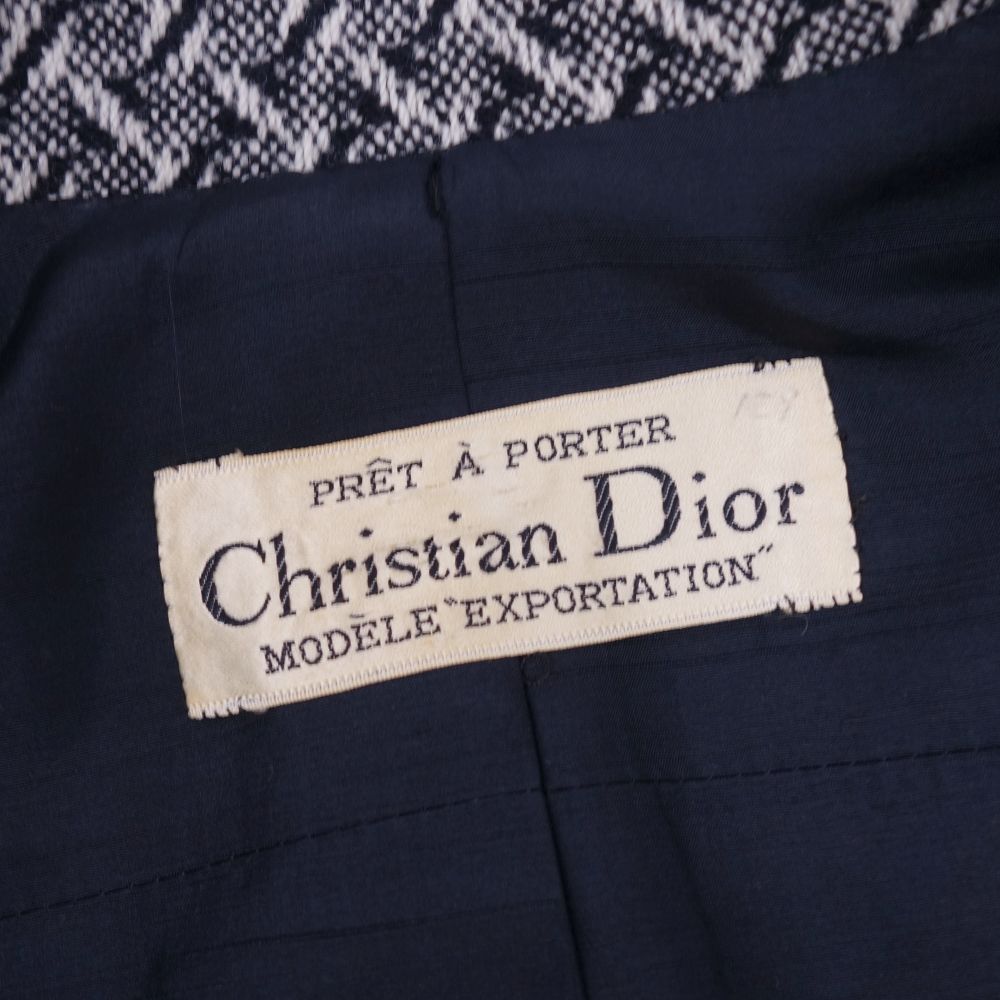 PRÊT À PORTER
Christian Dior
MODÈLE "EXPORTATION"